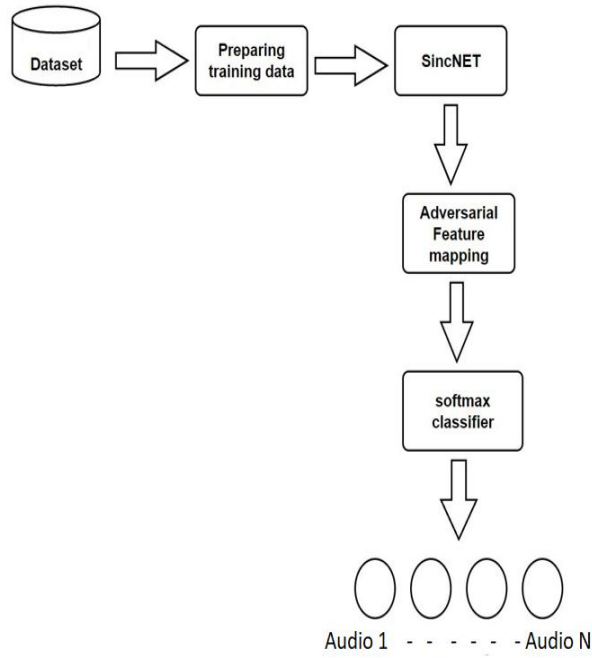 Dataset
Preparing
training data
SincNET
Adversarial
Feature
mapping
softmax
classifier
Audio 1 - - - - - - Audio N